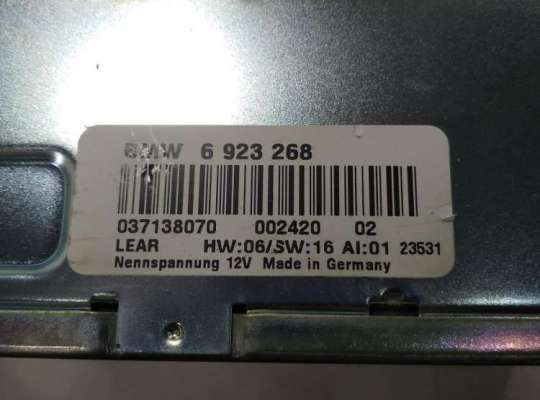 BMW 6 923 268
037138070 002420 02
LEAR HW:06/SW:16 AI:01 23531
Nennspannung 12V Made in Germany